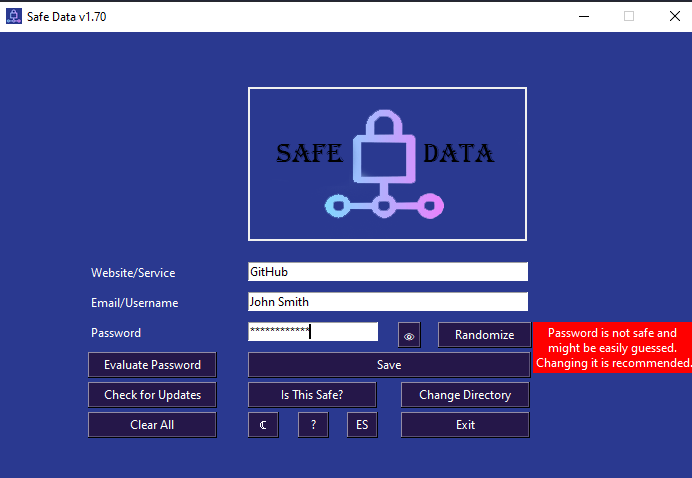 Safe Data v1.70
SAFE DATA
Website/Service GitHub
Email/Username John Smith
Password ************ Randomize
Password is not safe and
might be easily guessed.
Changing it is recommended.
Evaluate Password Save
Check for Updates Is This Safe? Change Directory
Clear All ? ES Exit